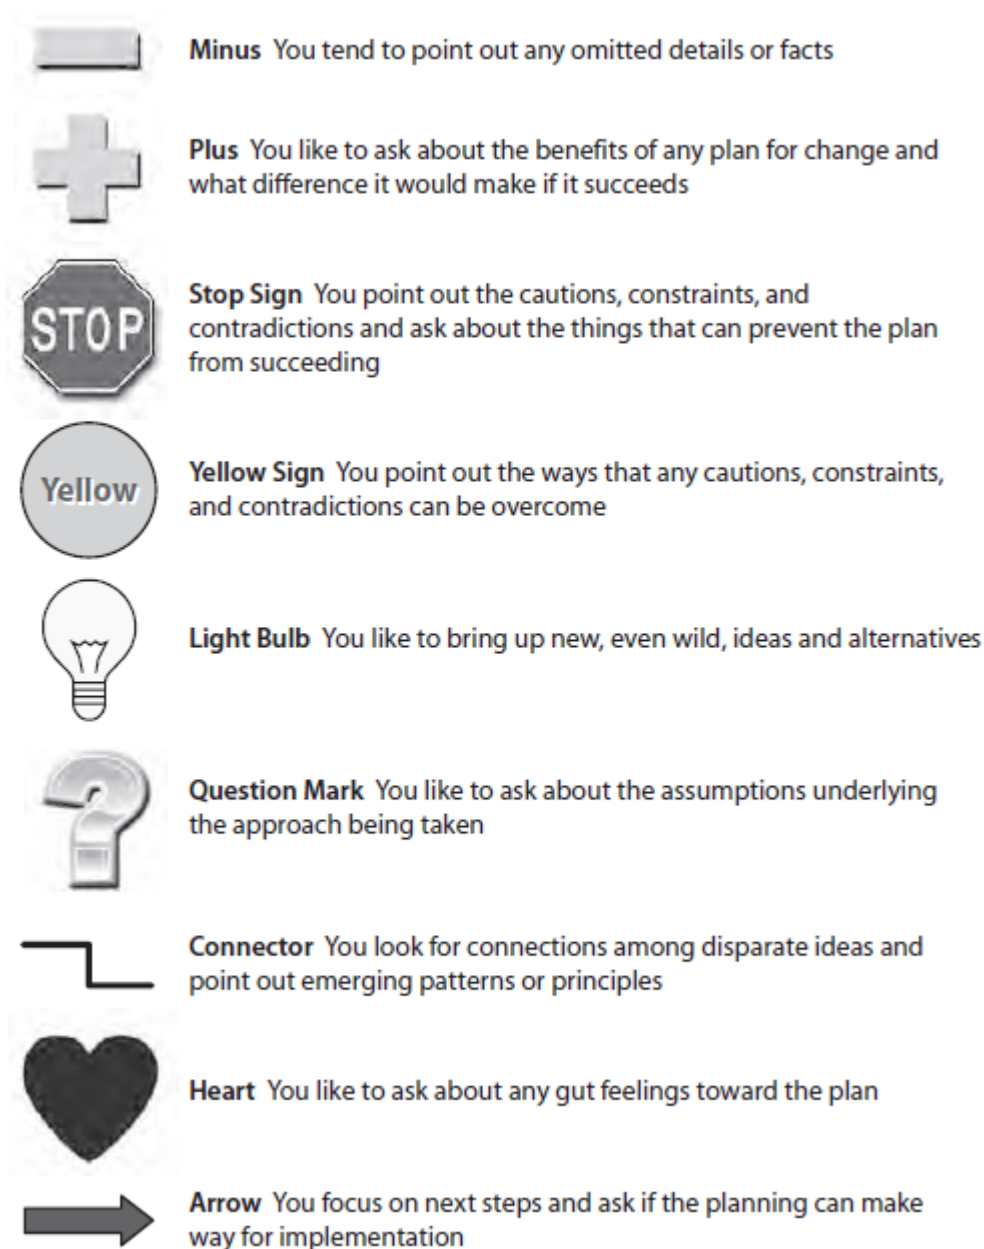 Minus You tend to point out any omitted details or facts
Plus You like to ask about the benefits of any plan for change and
what difference it would make if it succeeds
STOP
Stop Sign You point out the cautions, constraints, and
contradictions and ask about the things that can prevent the plan
from succeeding
Yellow
Yellow Sign You point out the ways that any cautions, constraints,
and contradictions can be overcome
Light Bulb You like to bring up new, even wild, ideas and alternatives
?
Question Mark You like to ask about the assumptions underlying
the approach being taken
Connector You look for connections among disparate ideas and
point out emerging patterns or principles
Heart You like to ask about any gut feelings toward the plan
Arrow You focus on next steps and ask if the planning can make
way for implementation